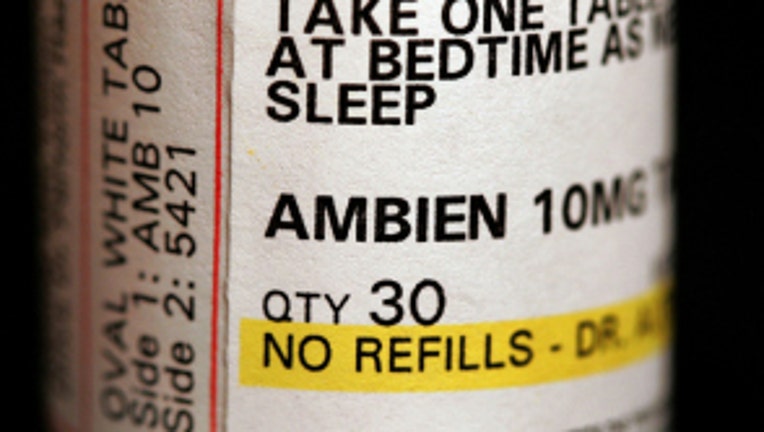 TAKE ONE
AT BEDTIME AS
SLEEP
AMBIEN 10MG
QTY 30
NO REFILLS - DR.
OVAL WHITE TAB
Side 1: AMB 10
Side 2: 5421